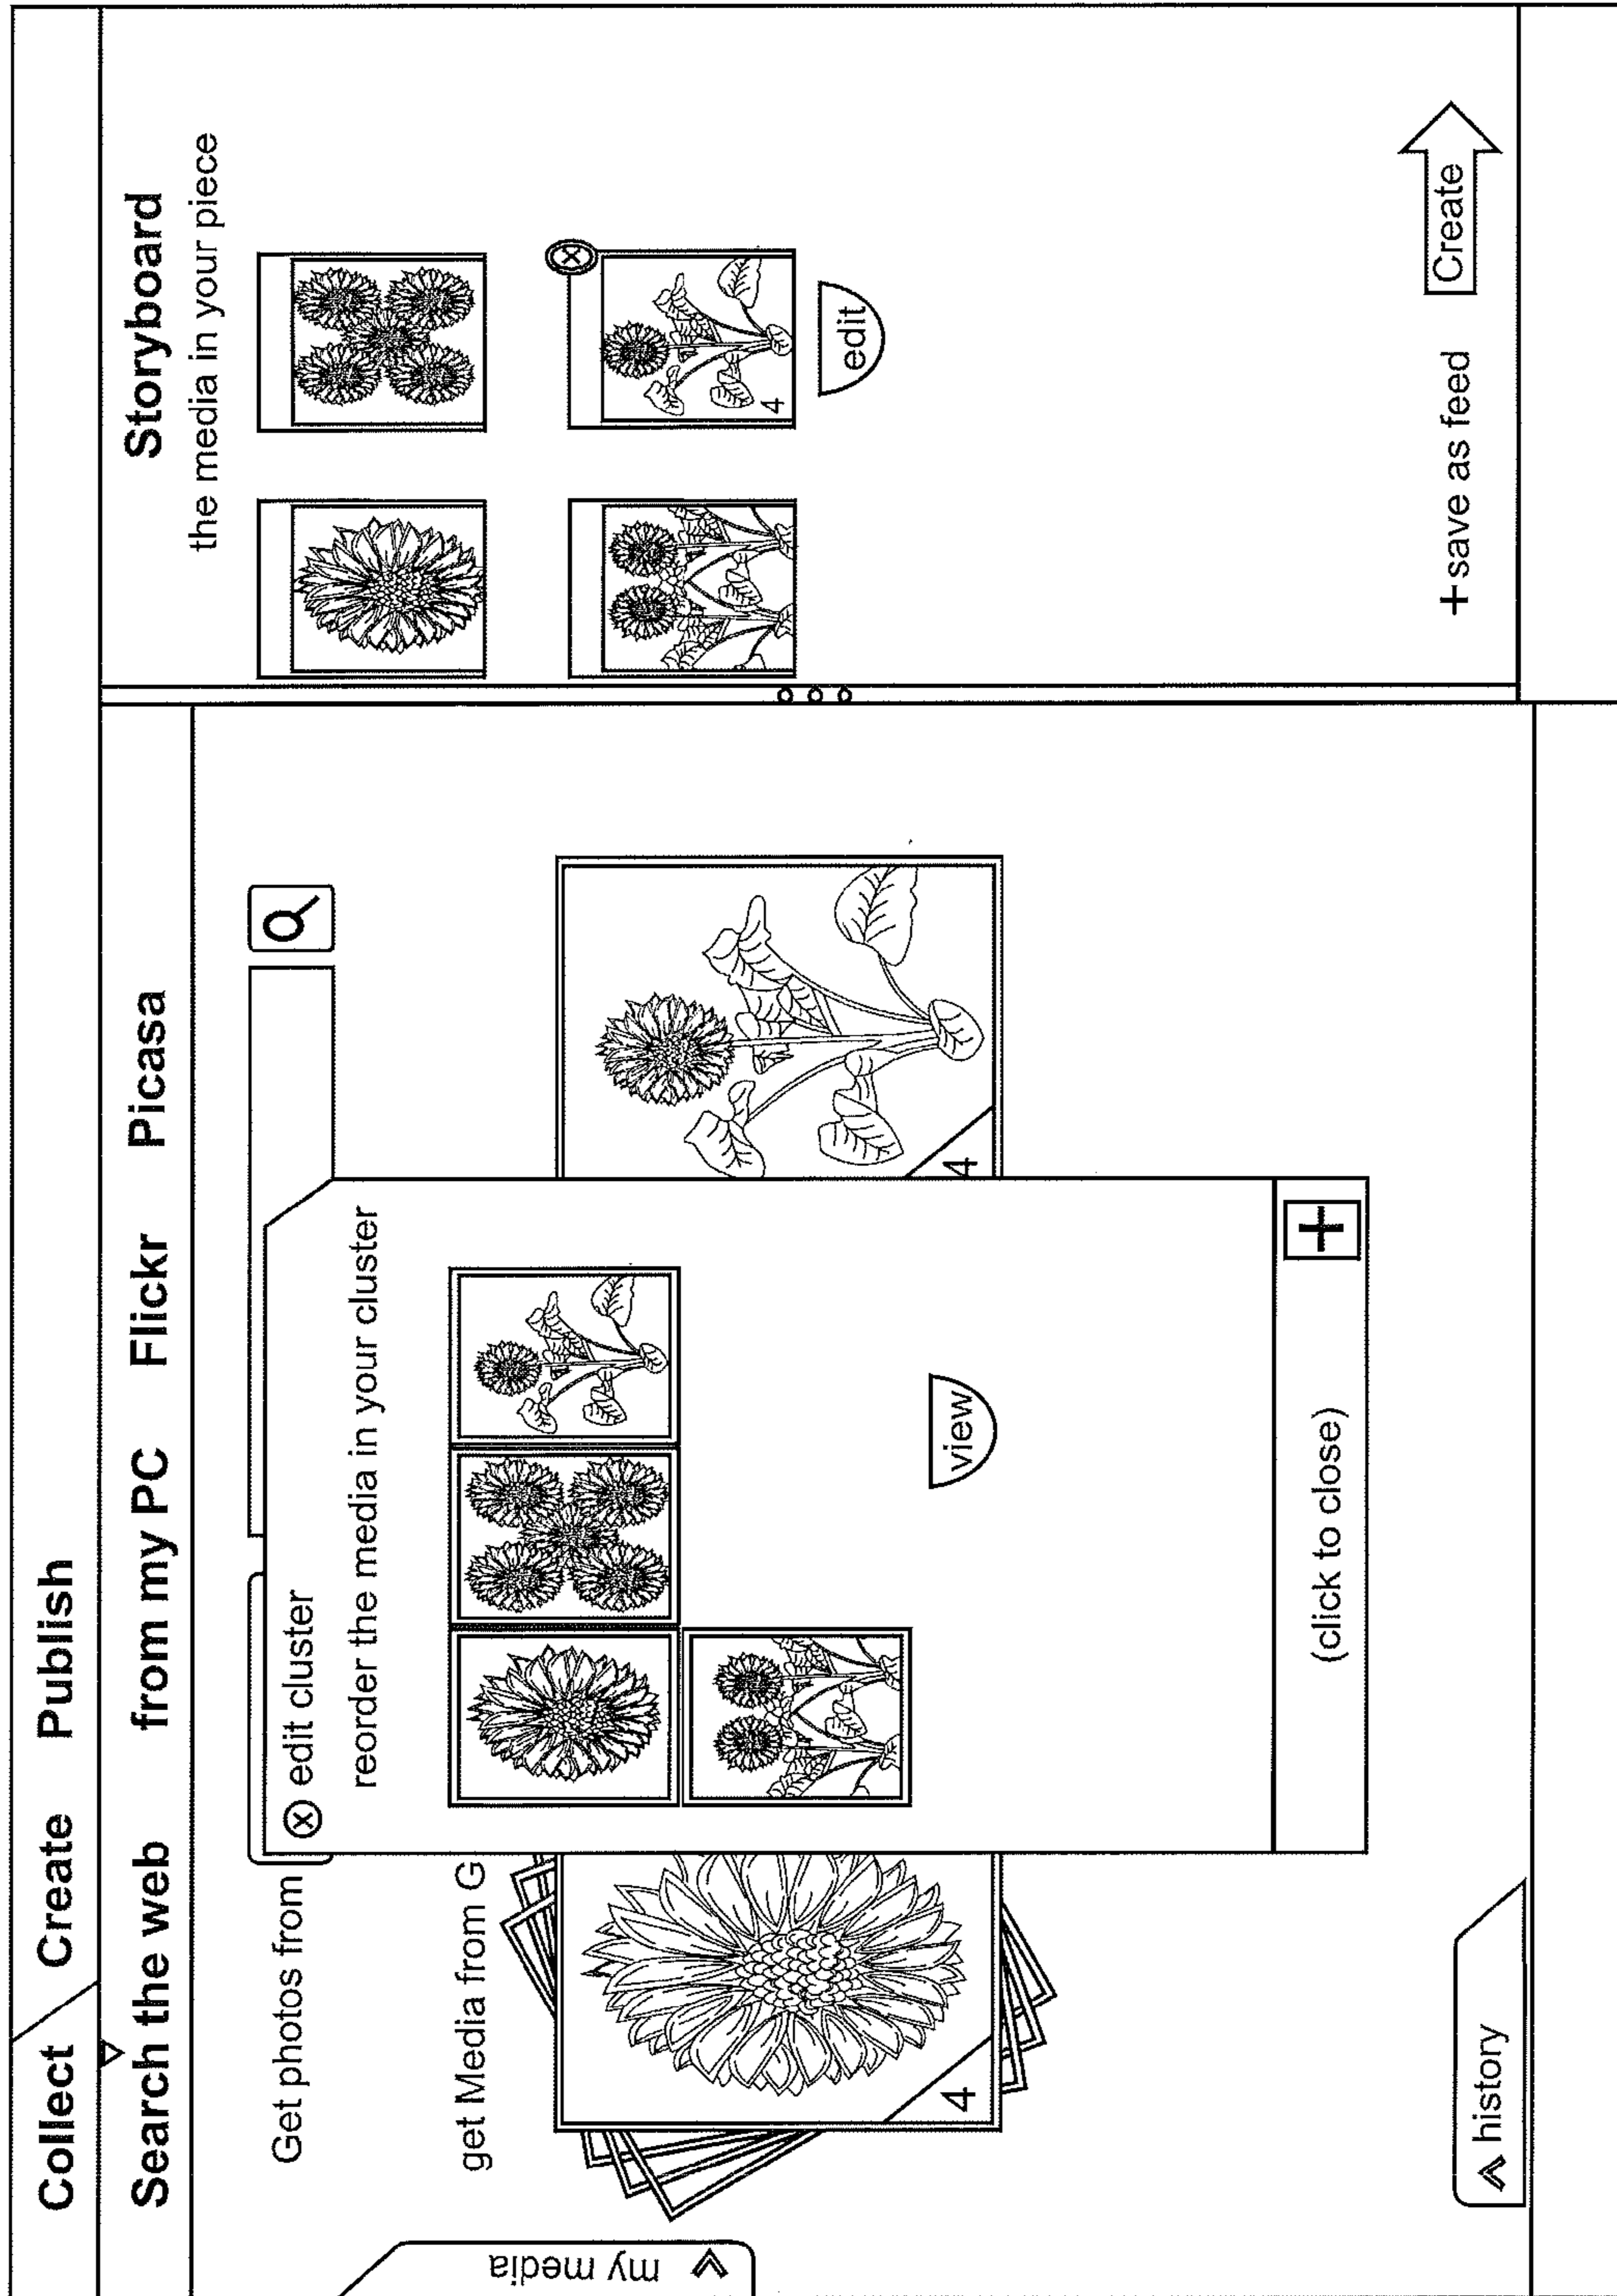 Collect Create Publish
Search the web from my PC Flickr Picasa
Get photos from
get Media from G
my media
4
4
ⓧ edit cluster
reorder the media in your cluster
view
(click to close) +
^ history
Storyboard
the media in your piece
ⓧ
4
edit
+ save as feed
Create